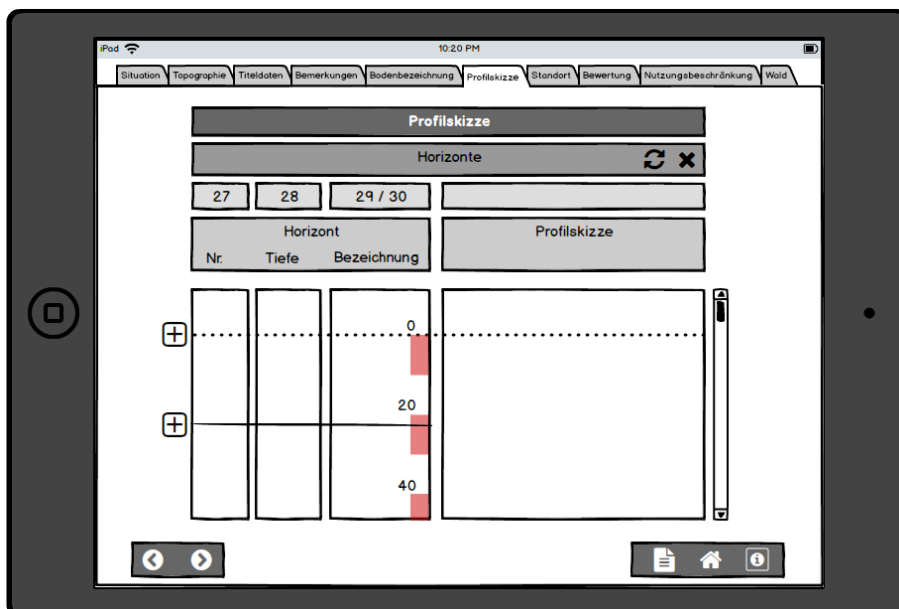 iPad 10:20 PM
Situation Topographie Titeldaten Bemerkungen Bodenbezeichnung Profilskizze Standort Bewertung Nutzungsbeschränkung Wald
Profilskizze
Horizonte
27 28 29 / 30
Horizont Profilskizze
Nr. Tiefe Bezeichnung
0
20
40